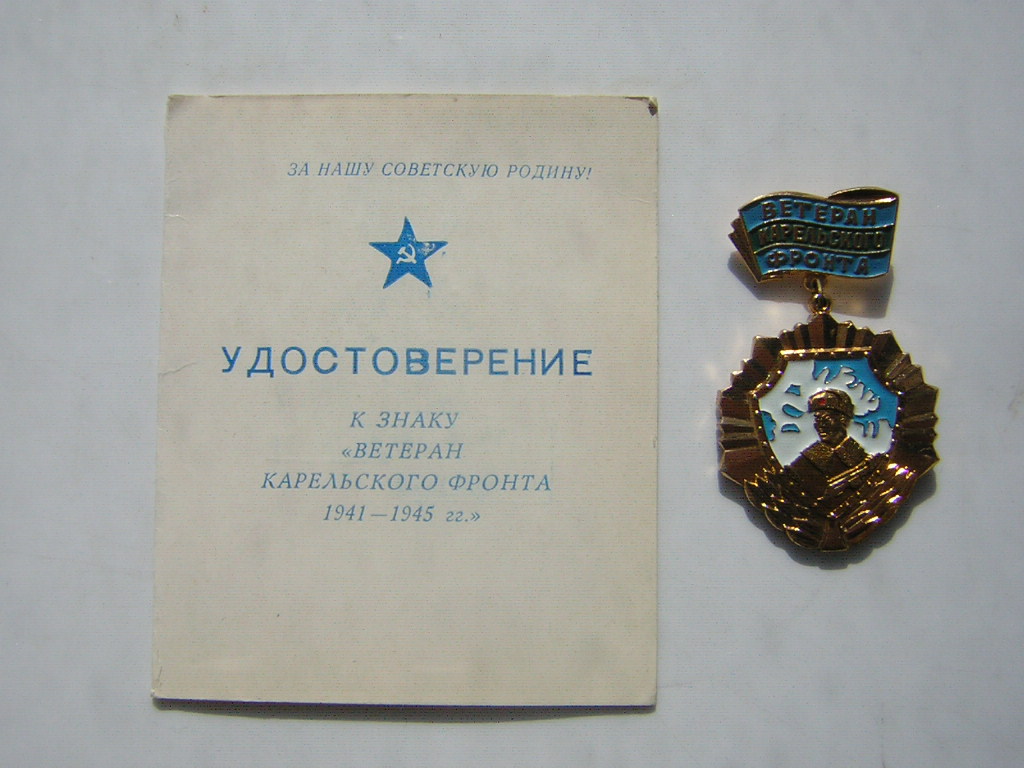 ЗА НАШУ СОВЕТСКУЮ РОДИНУ!
УДОСТОВЕРЕНИЕ
К ЗНАКУ
«ВЕТЕРАН
КАРЕЛЬСКОГО ФРОНТА
1941—1945 гг.»
ВЕТЕРАН
КАРЕЛЬСКОГО
ФРОНТА